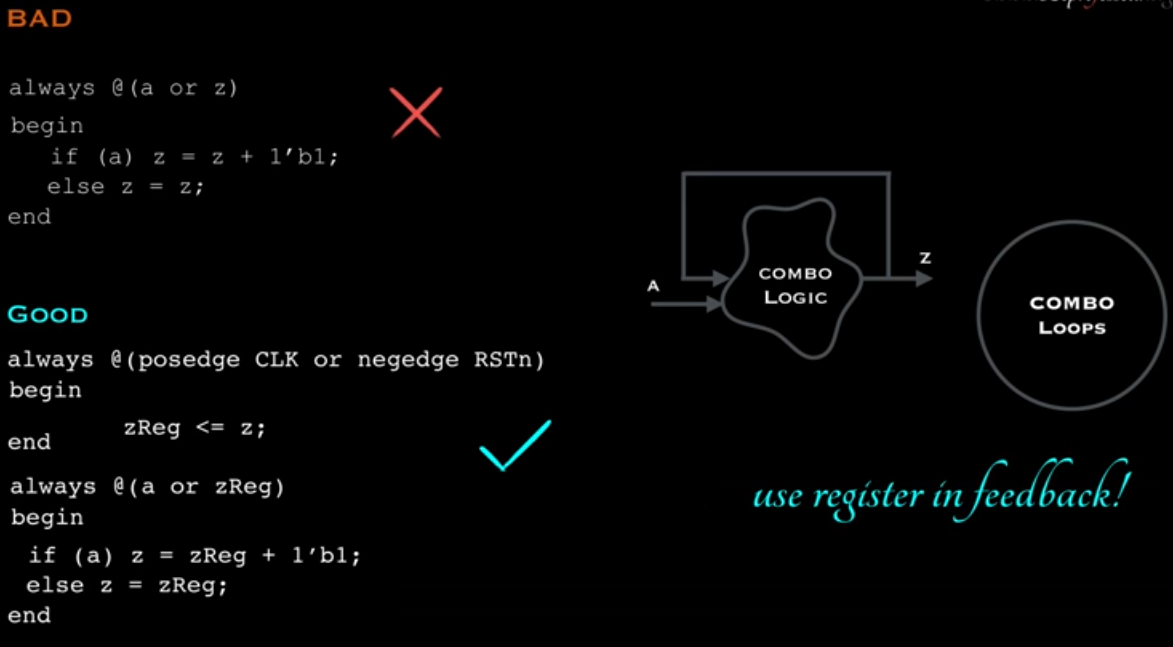 BAD
always @(a or z)
begin
if (a) z = z + 1'b1;
else z = z;
end
GOOD
always @(posedge CLK or negedge RSTn)
begin
zReg <= z;
end
always @(a or zReg)
begin
if (a) z = zReg + 1'b1;
else z = zReg;
end
A
COMBO
LOGIC
Z
COMBO
LOOPS
use register in feedback!